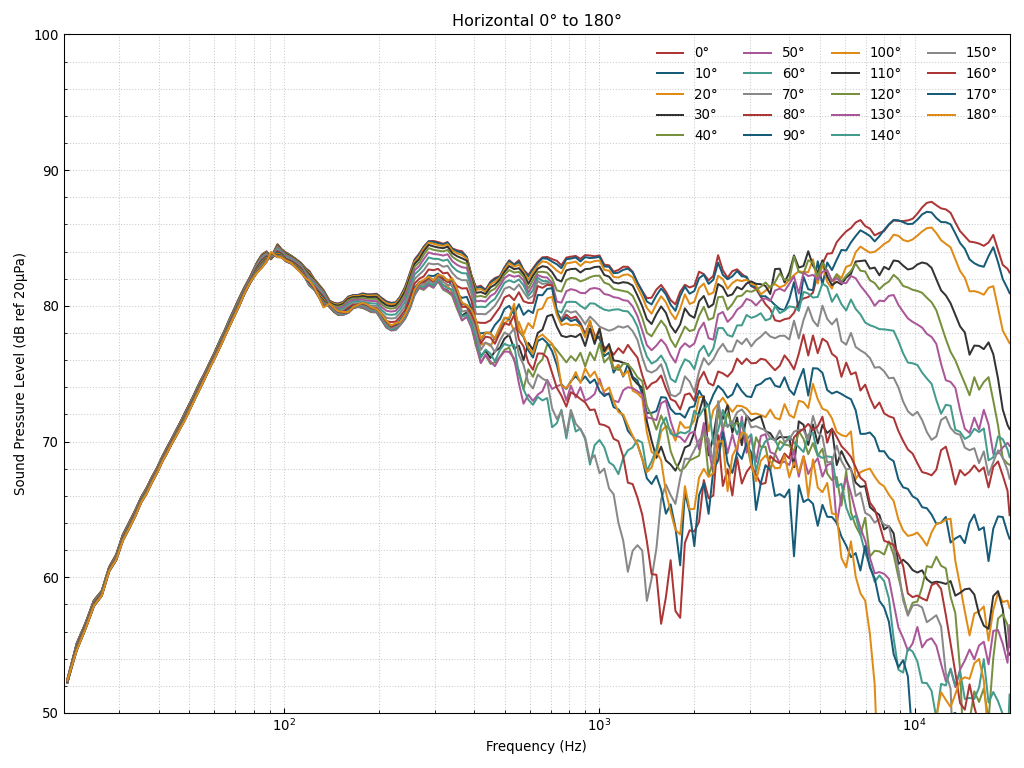 Horizontal 0° to 180°
100
90
80
70
60
50
Sound Pressure Level (dB ref 20μPa)
0° 50° 100° 150°
10° 60° 110° 160°
20° 70° 120° 170°
30° 80° 130° 180°
40° 90° 140°
10² 10³ 10⁴
Frequency (Hz)